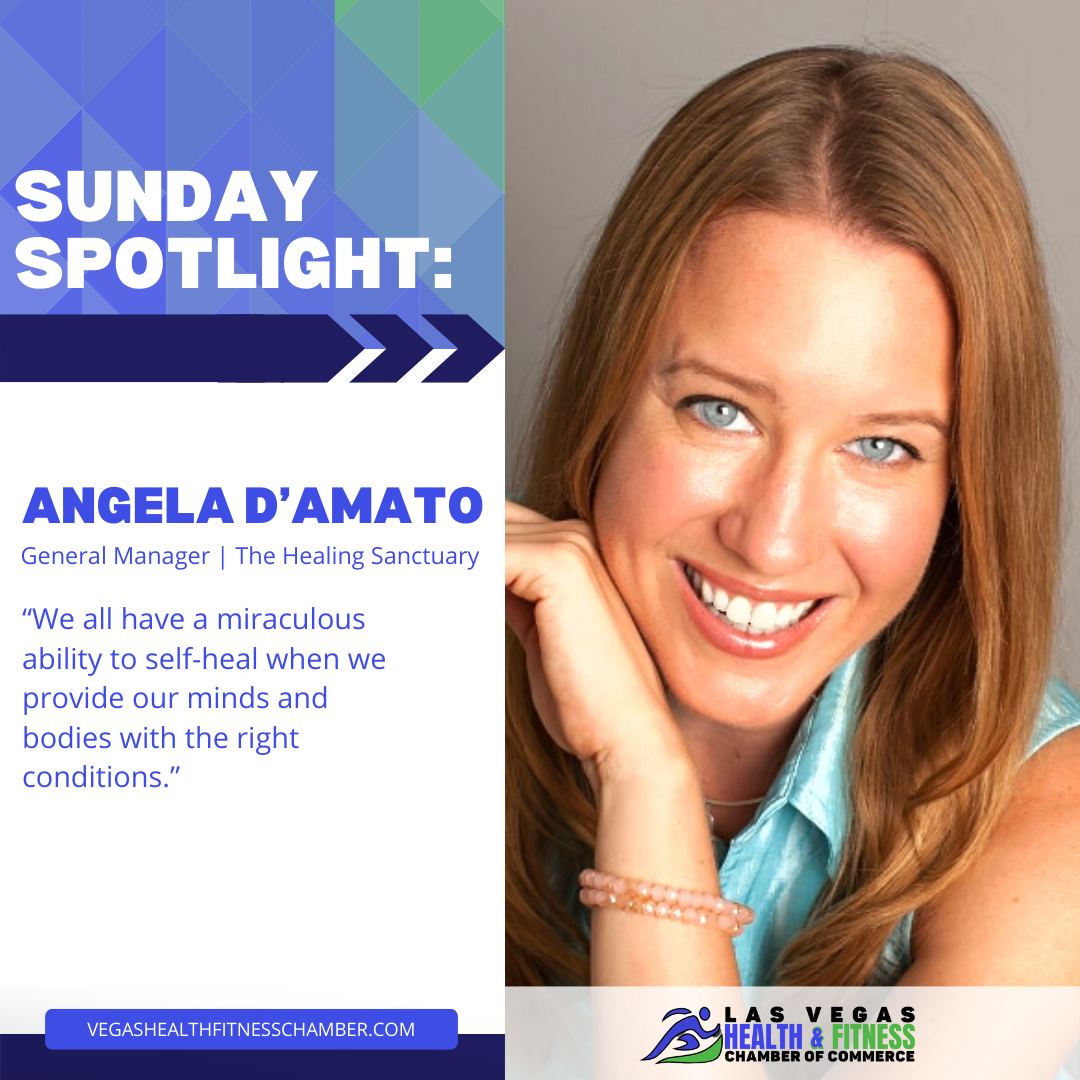 SUNDAY
SPOTLIGHT:
ANGELA D’AMATO
General Manager | The Healing Sanctuary
“We all have a miraculous
ability to self-heal when we
provide our minds and
bodies with the right
conditions.”
VEGASHEALTHFITNESSCHAMBER.COM
LAS VEGAS
HEALTH & FITNESS
CHAMBER OF COMMERCE